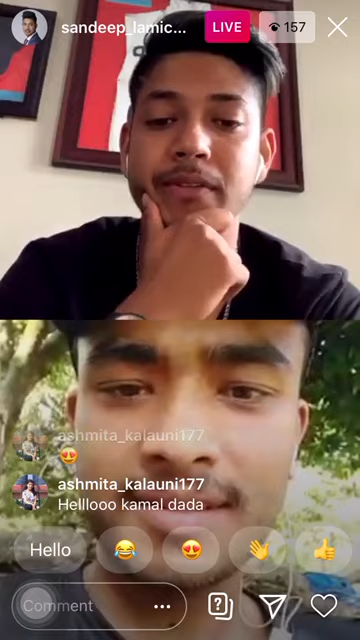 sandeep_lamic...
LIVE
157
ashmita_kalauni177
😍
ashmita_kalauni177
Helllooo kamal dada
Hello 😂 😍 👋 👍
Comment